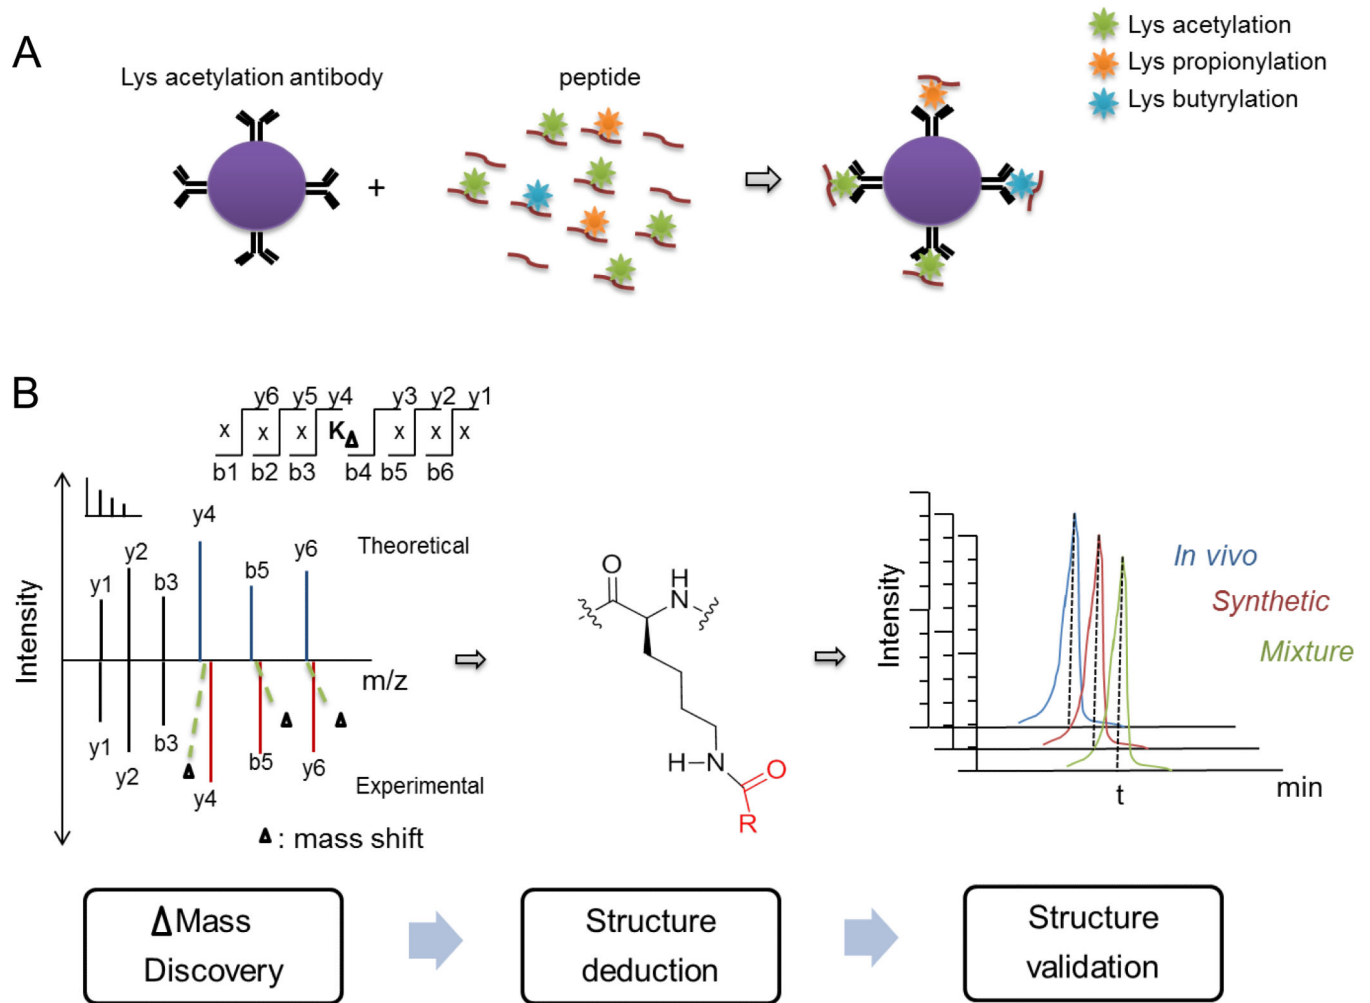 A
Lys acetylation antibody
peptide
Lys acetylation
Lys propionylation
Lys butyrylation
+
B
y6 y5 y4 y3 y2 y1
x x x K Δ x x x
b1 b2 b3 b4 b5 b6
Intensity
y1 y2 b3 y4 b5 y6
Theoretical
m/z
y1 y2 b3 Δ y4 b5 Δ y6 Δ
Experimental
Δ : mass shift
O
H
N
H–N
O
R
Intensity
In vivo
Synthetic
Mixture
t
min
Δ Mass
Discovery
Structure
deduction
Structure
validation